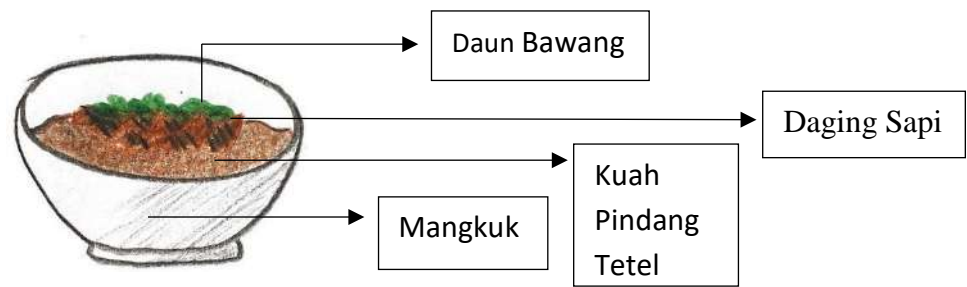 Daun Bawang
Daging Sapi
Kuah
Pindang
Tetel
Mangkuk